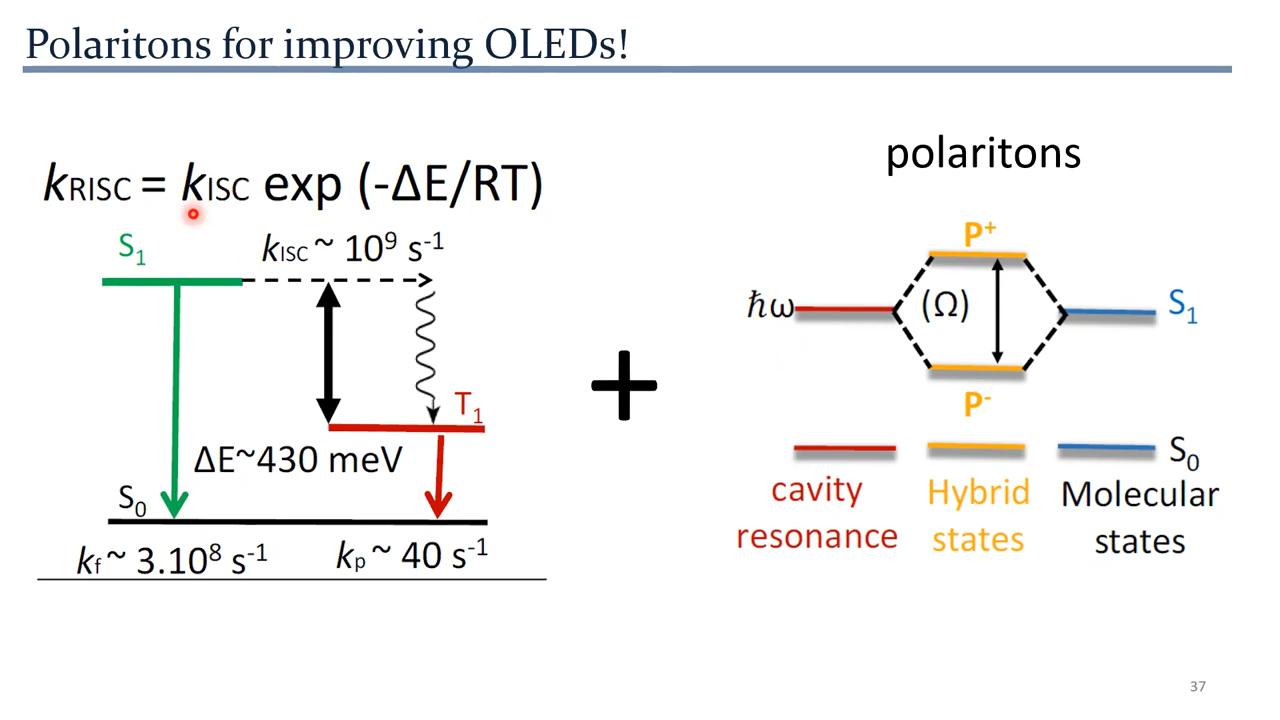 Polaritons for improving OLEDs!
kRISC = kISC exp (-ΔE/RT)
S₁
kISC ~ 10⁹ s⁻¹
T₁
ΔE~430 meV
S₀
kf ~ 3.10⁸ s⁻¹
kp ~ 40 s⁻¹
+
polaritons
P⁺
ħω
(Ω)
S₁
P⁻
S₀
cavity
resonance
Hybrid
states
Molecular
states
37